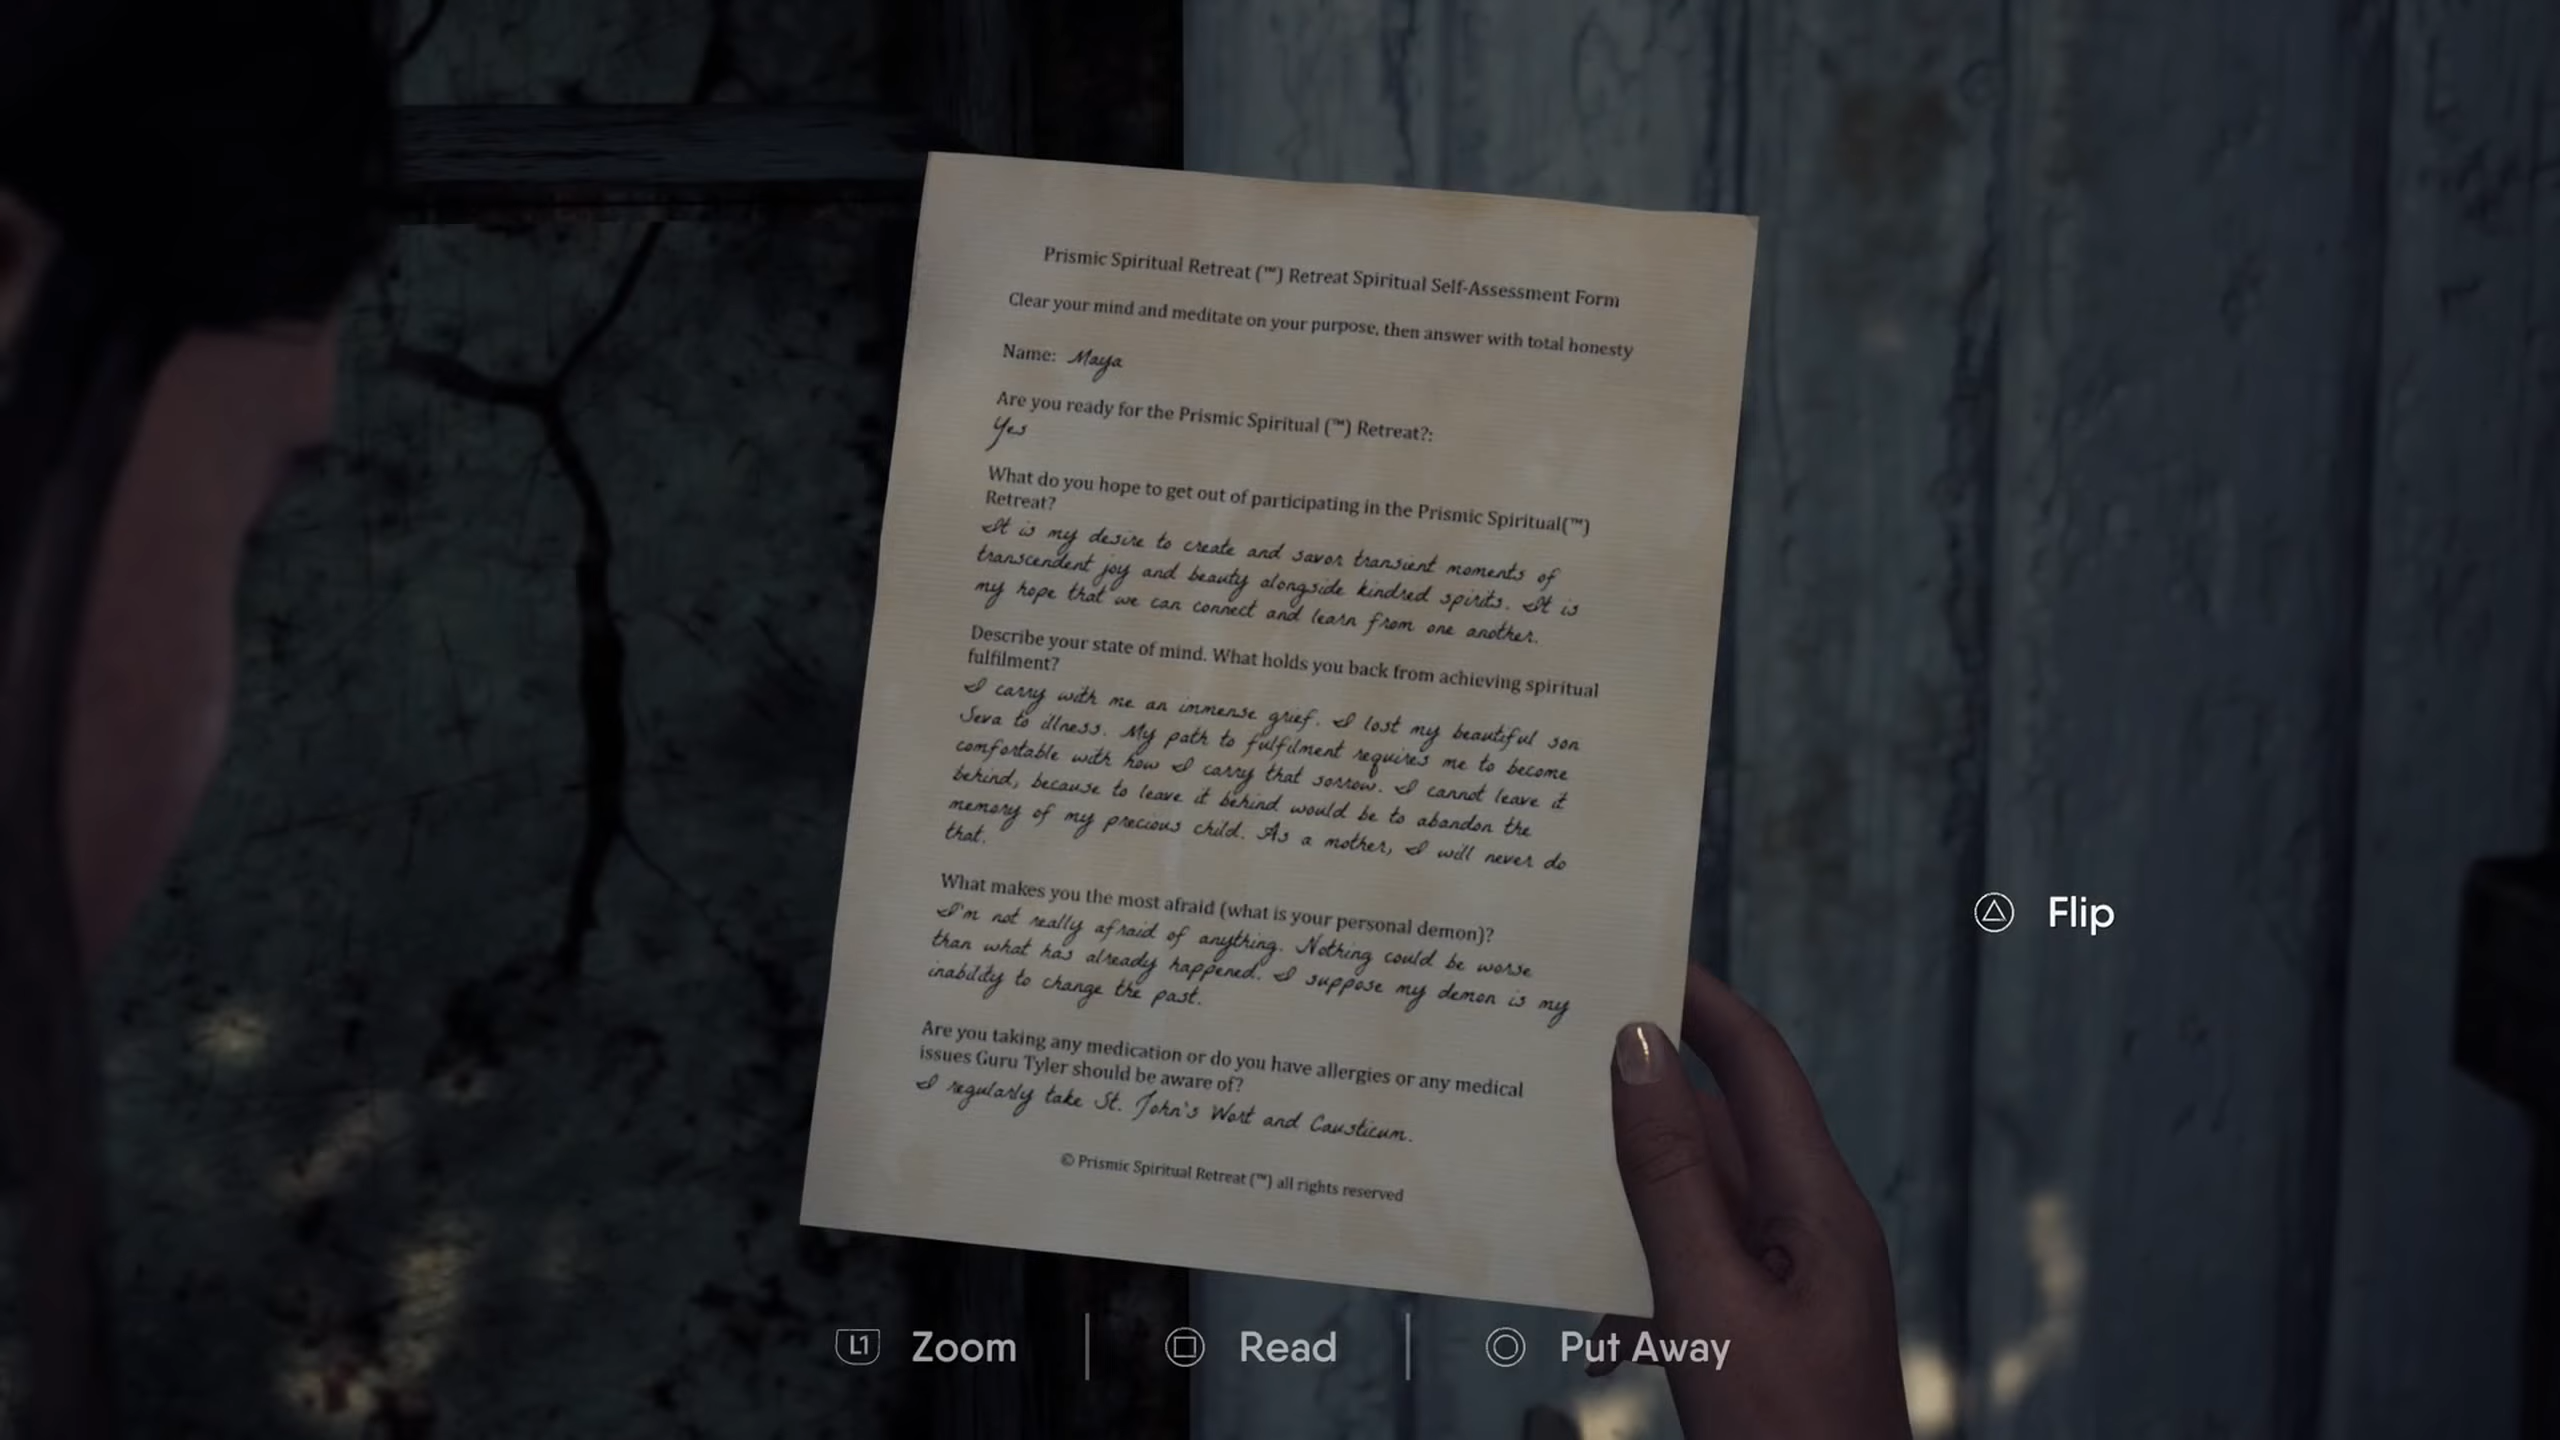 Prismic Spiritual Retreat (™) Retreat Spiritual Self-Assessment Form
Clear your mind and meditate on your purpose, then answer with total honesty
Name: Maya
Are you ready for the Prismic Spiritual (™) Retreat?:
Yes
What do you hope to get out of participating in the Prismic Spiritual(™)
Retreat?
It is my desire to create and savor transient moments of
transcendent joy and beauty alongside kindred spirits. It is
my hope that we can connect and learn from one another.
Describe your state of mind. What holds you back from achieving spiritual
fulfilment?
I carry with me an immense grief. I lost my beautiful son
Seva to illness. My path to fulfilment requires me to become
comfortable with how I carry that sorrow. I cannot leave it
behind, because to leave it behind would be to abandon the
memory of my precious child. As a mother, I will never do
that.
What makes you the most afraid (what is your personal demon)?
I'm not really afraid of anything. Nothing could be worse
than what has already happened. I suppose my demon is my
inability to change the past.
Are you taking any medication or do you have allergies or any medical
issues Guru Tyler should be aware of?
I regularly take St. John's Wort and Causticum.
© Prismic Spiritual Retreat (™) all rights reserved
Flip
L1 Zoom | Read | Put Away